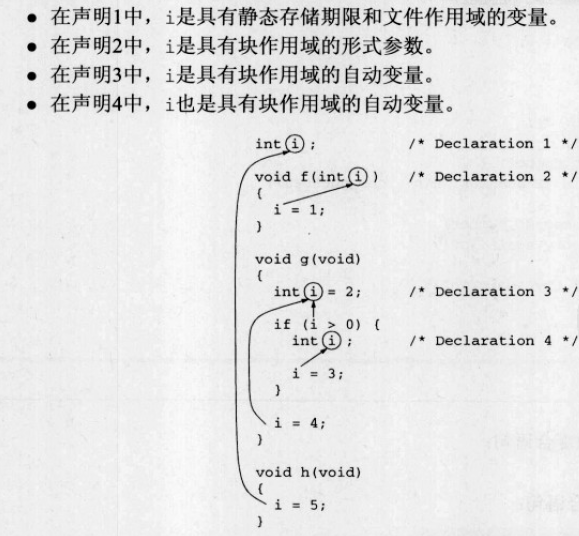 ● 在声明1中，i是具有静态存储期限和文件作用域的变量。
● 在声明2中，i是具有块作用域的形式参数。
● 在声明3中，i是具有块作用域的自动变量。
● 在声明4中，i也是具有块作用域的自动变量。
int i ; /* Declaration 1 */
void f(int i ) /* Declaration 2 */
{
i = 1;
}
void g(void)
{
int i = 2; /* Declaration 3 */
if (i > 0) {
int i ; /* Declaration 4 */
i = 3;
}
i = 4;
}
void h(void)
{
i = 5;
}